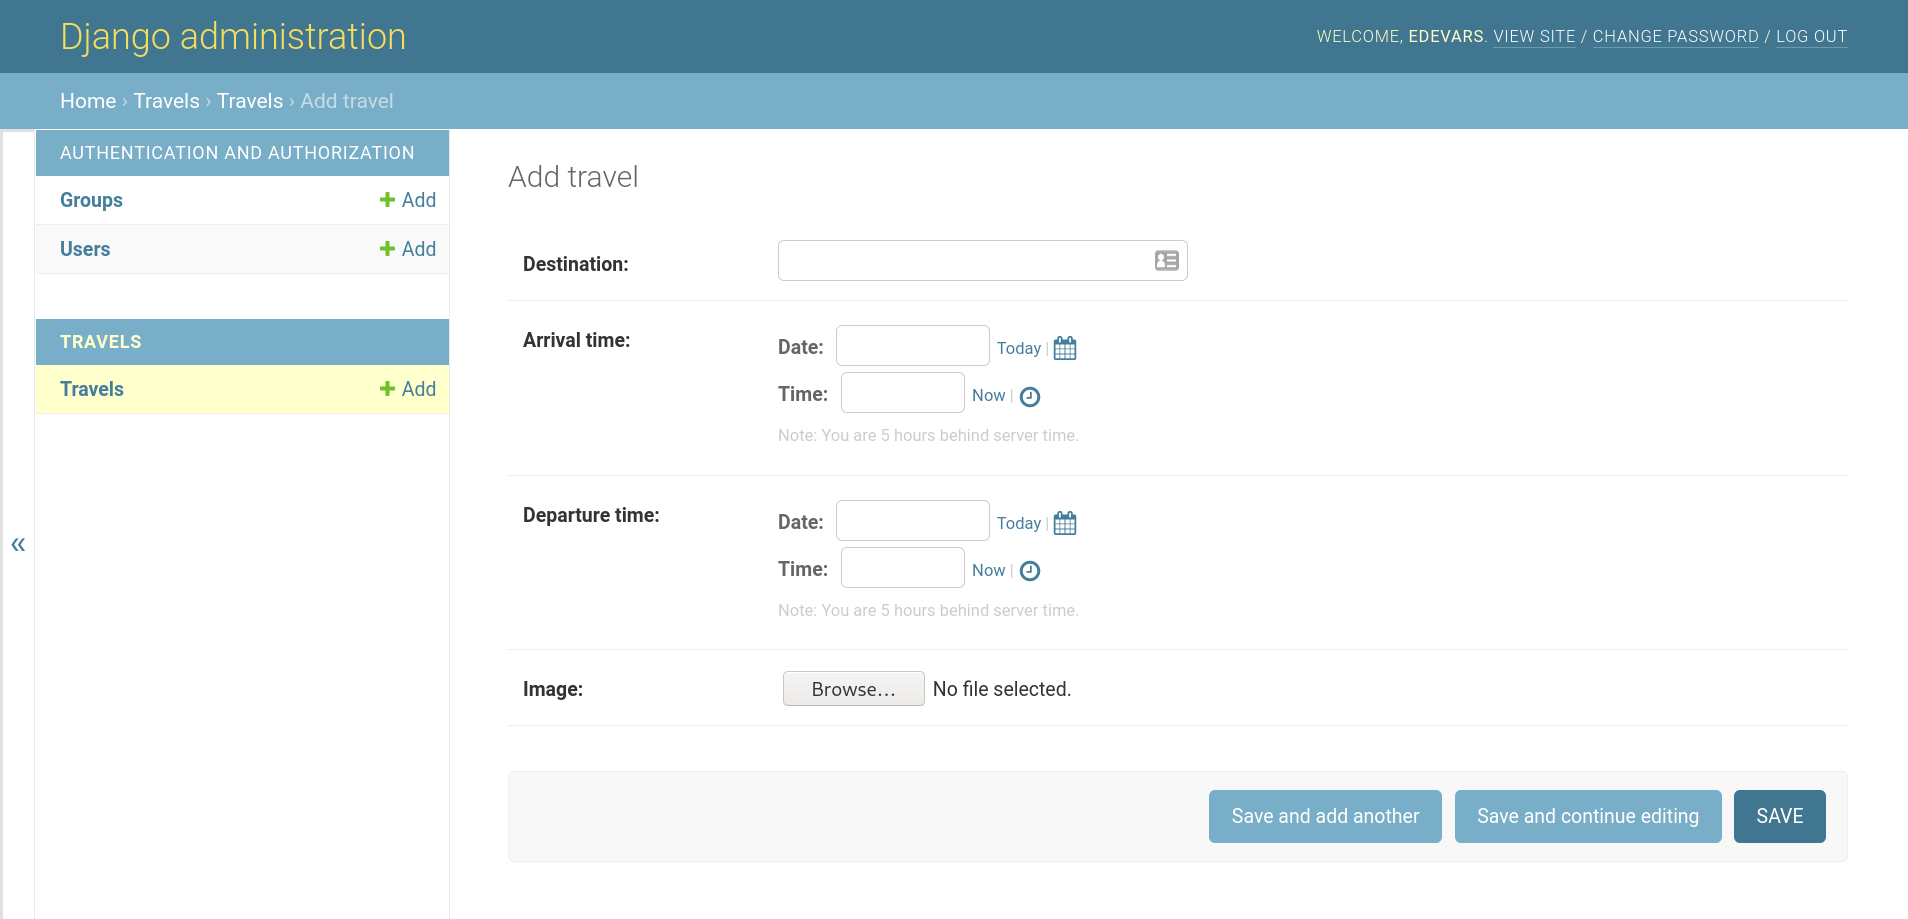 Django administration
WELCOME, EDEVARS. VIEW SITE / CHANGE PASSWORD / LOG OUT
Home › Travels › Travels › Add travel
AUTHENTICATION AND AUTHORIZATION
Groups
Add
Users
Add
TRAVELS
Travels
Add
«
Add travel
Destination:
Arrival time:
Date:
Today |
Time:
Now |
Note: You are 5 hours behind server time.
Departure time:
Date:
Today |
Time:
Now |
Note: You are 5 hours behind server time.
Image:
Browse... No file selected.
Save and add another
Save and continue editing
SAVE